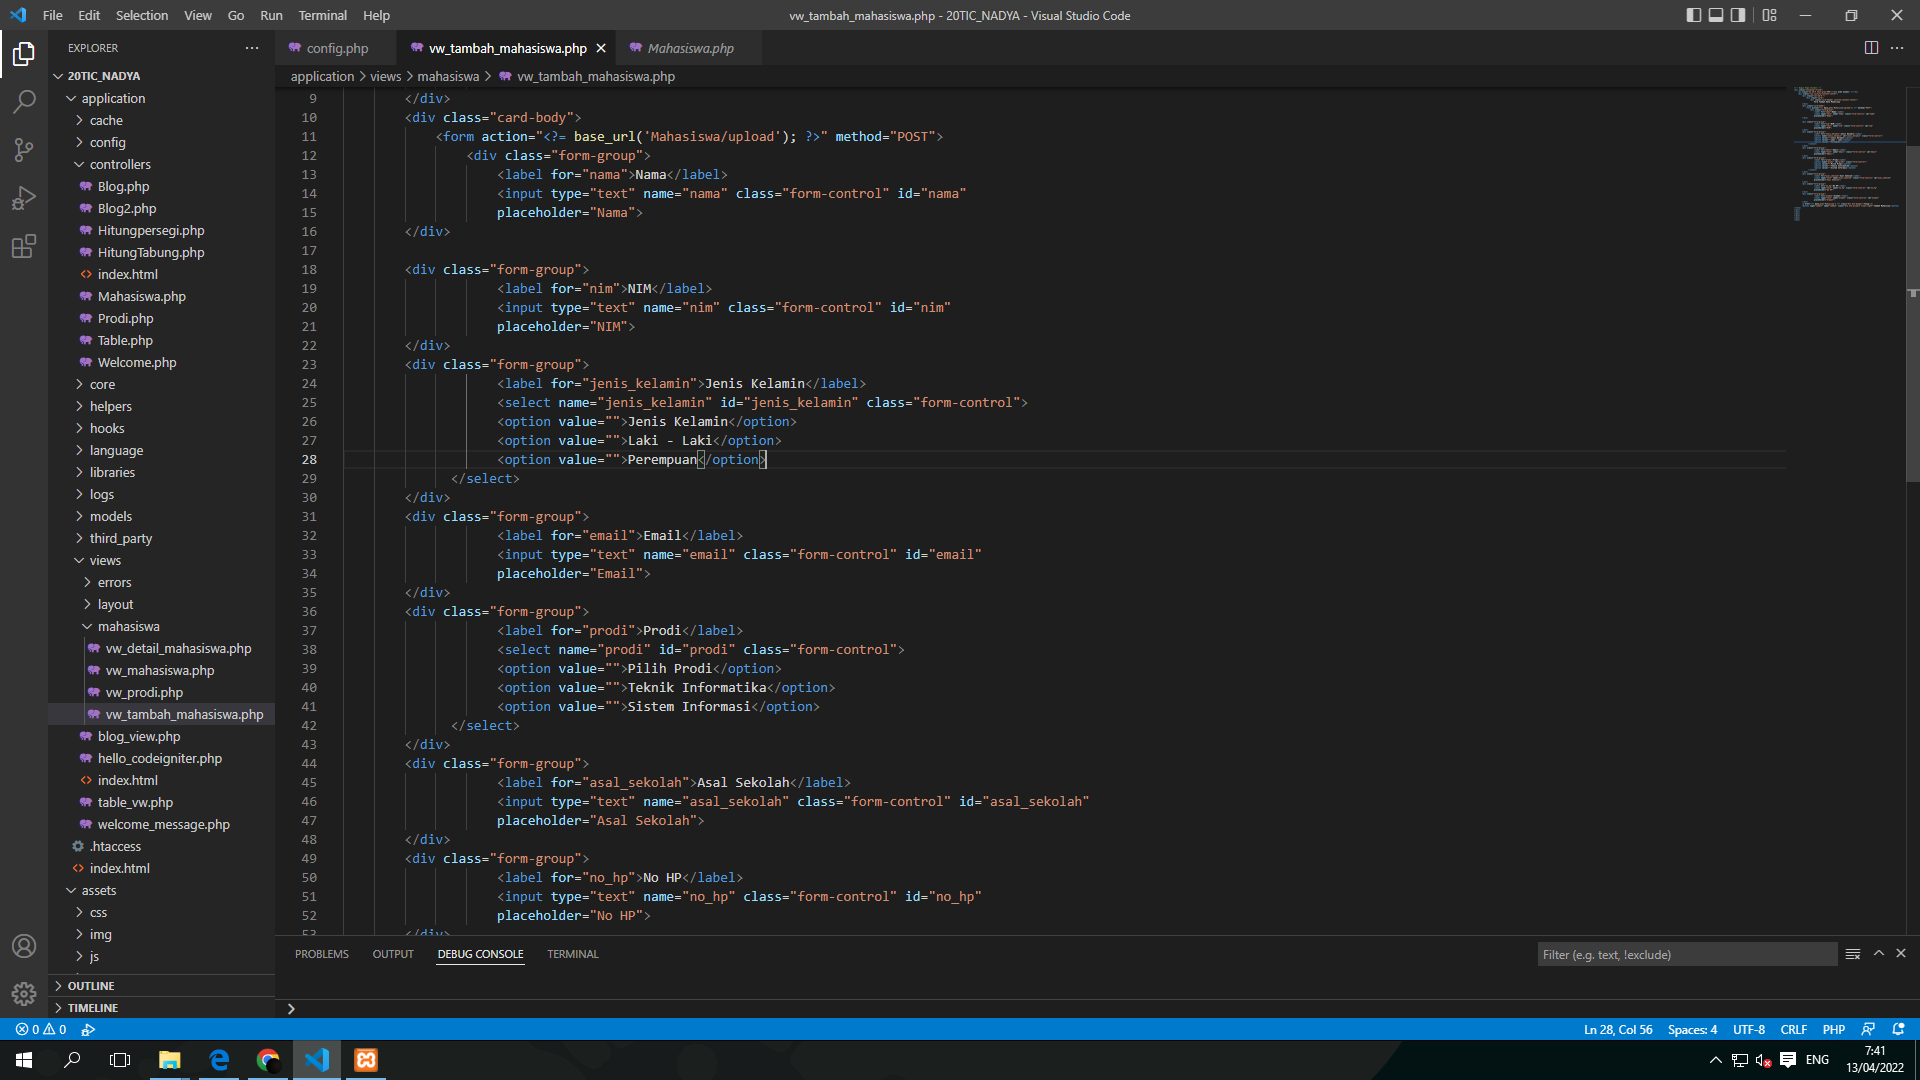 File Edit Selection View Go Run Terminal Help
vw_tambah_mahasiswa.php - 20TIC_NADYA - Visual Studio Code
EXPLORER
20TIC_NADYA
application
cache
config
controllers
Blog.php
Blog2.php
Hitungpersegi.php
HitungTabung.php
index.html
Mahasiswa.php
Prodi.php
Table.php
Welcome.php
core
helpers
hooks
language
libraries
logs
models
third_party
views
errors
layout
mahasiswa
vw_detail_mahasiswa.php
vw_mahasiswa.php
vw_prodi.php
vw_tambah_mahasiswa.php
blog_view.php
hello_codeigniter.php
index.html
table_vw.php
welcome_message.php
.htaccess
index.html
assets
css
img
js
OUTLINE
TIMELINE
config.php vw_tambah_mahasiswa.php Mahasiswa.php
application > views > mahasiswa > vw_tambah_mahasiswa.php
9 </div>
10 <div class="card-body">
11 <form action="<?= base_url('Mahasiswa/upload'); ?>" method="POST">
12 <div class="form-group">
13 <label for="nama">Nama</label>
14 <input type="text" name="nama" class="form-control" id="nama"
15 placeholder="Nama">
16 </div>
17
18 <div class="form-group">
19 <label for="nim">NIM</label>
20 <input type="text" name="nim" class="form-control" id="nim"
21 placeholder="NIM">
22 </div>
23 <div class="form-group">
24 <label for="jenis_kelamin">Jenis Kelamin</label>
25 <select name="jenis_kelamin" id="jenis_kelamin" class="form-control">
26 <option value="">Jenis Kelamin</option>
27 <option value="">Laki - Laki</option>
28 <option value="">Perempuan</option>
29 </select>
30 </div>
31 <div class="form-group">
32 <label for="email">Email</label>
33 <input type="text" name="email" class="form-control" id="email"
34 placeholder="Email">
35 </div>
36 <div class="form-group">
37 <label for="prodi">Prodi</label>
38 <select name="prodi" id="prodi" class="form-control">
39 <option value="">Pilih Prodi</option>
40 <option value="">Teknik Informatika</option>
41 <option value="">Sistem Informasi</option>
42 </select>
43 </div>
44 <div class="form-group">
45 <label for="asal_sekolah">Asal Sekolah</label>
46 <input type="text" name="asal_sekolah" class="form-control" id="asal_sekolah"
47 placeholder="Asal Sekolah">
48 </div>
49 <div class="form-group">
50 <label for="no_hp">No HP</label>
51 <input type="text" name="no_hp" class="form-control" id="no_hp"
52 placeholder="No HP">
53 </div>
PROBLEMS OUTPUT DEBUG CONSOLE TERMINAL
Filter (e.g. text, !exclude)
0 0
Ln 28, Col 56 Spaces: 4 UTF-8 CRLF PHP
ENG
7:41
13/04/2022